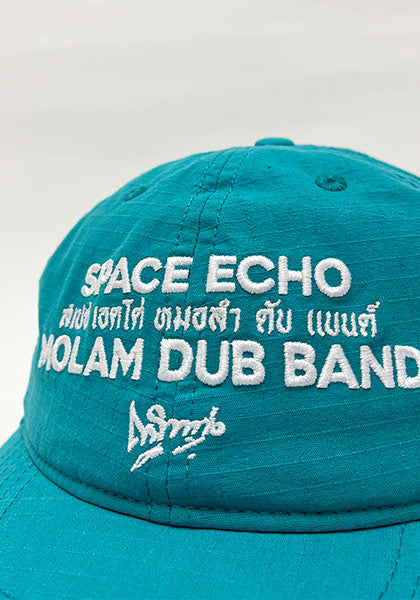 SPACE ECHO
สเปซ เอคโค่ หมอลำ ดับ แบนด์
MOLAM DUB BAND